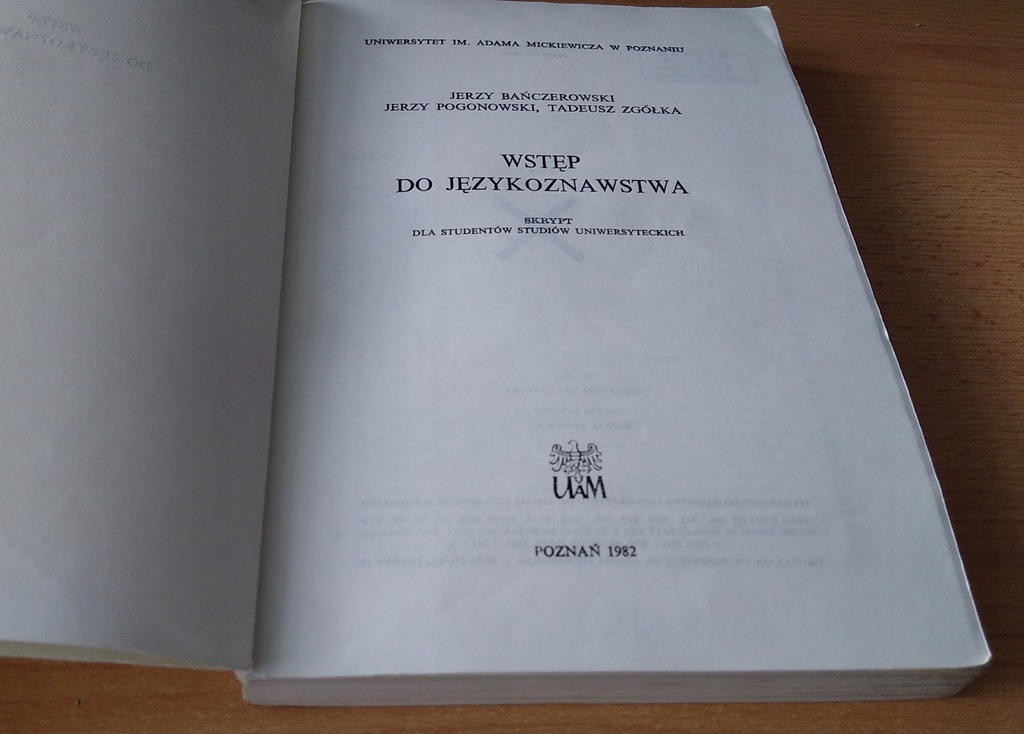 UNIWERSYTET IM. ADAMA MICKIEWICZA W POZNANIU
JERZY BAŃCZEROWSKI
JERZY POGONOWSKI, TADEUSZ ZGÓŁKA
WSTĘP
DO JĘZYKOZNAWSTWA
SKRYPT
DLA STUDENTÓW STUDIÓW UNIWERSYTECKICH
UAM
POZNAŃ 1982